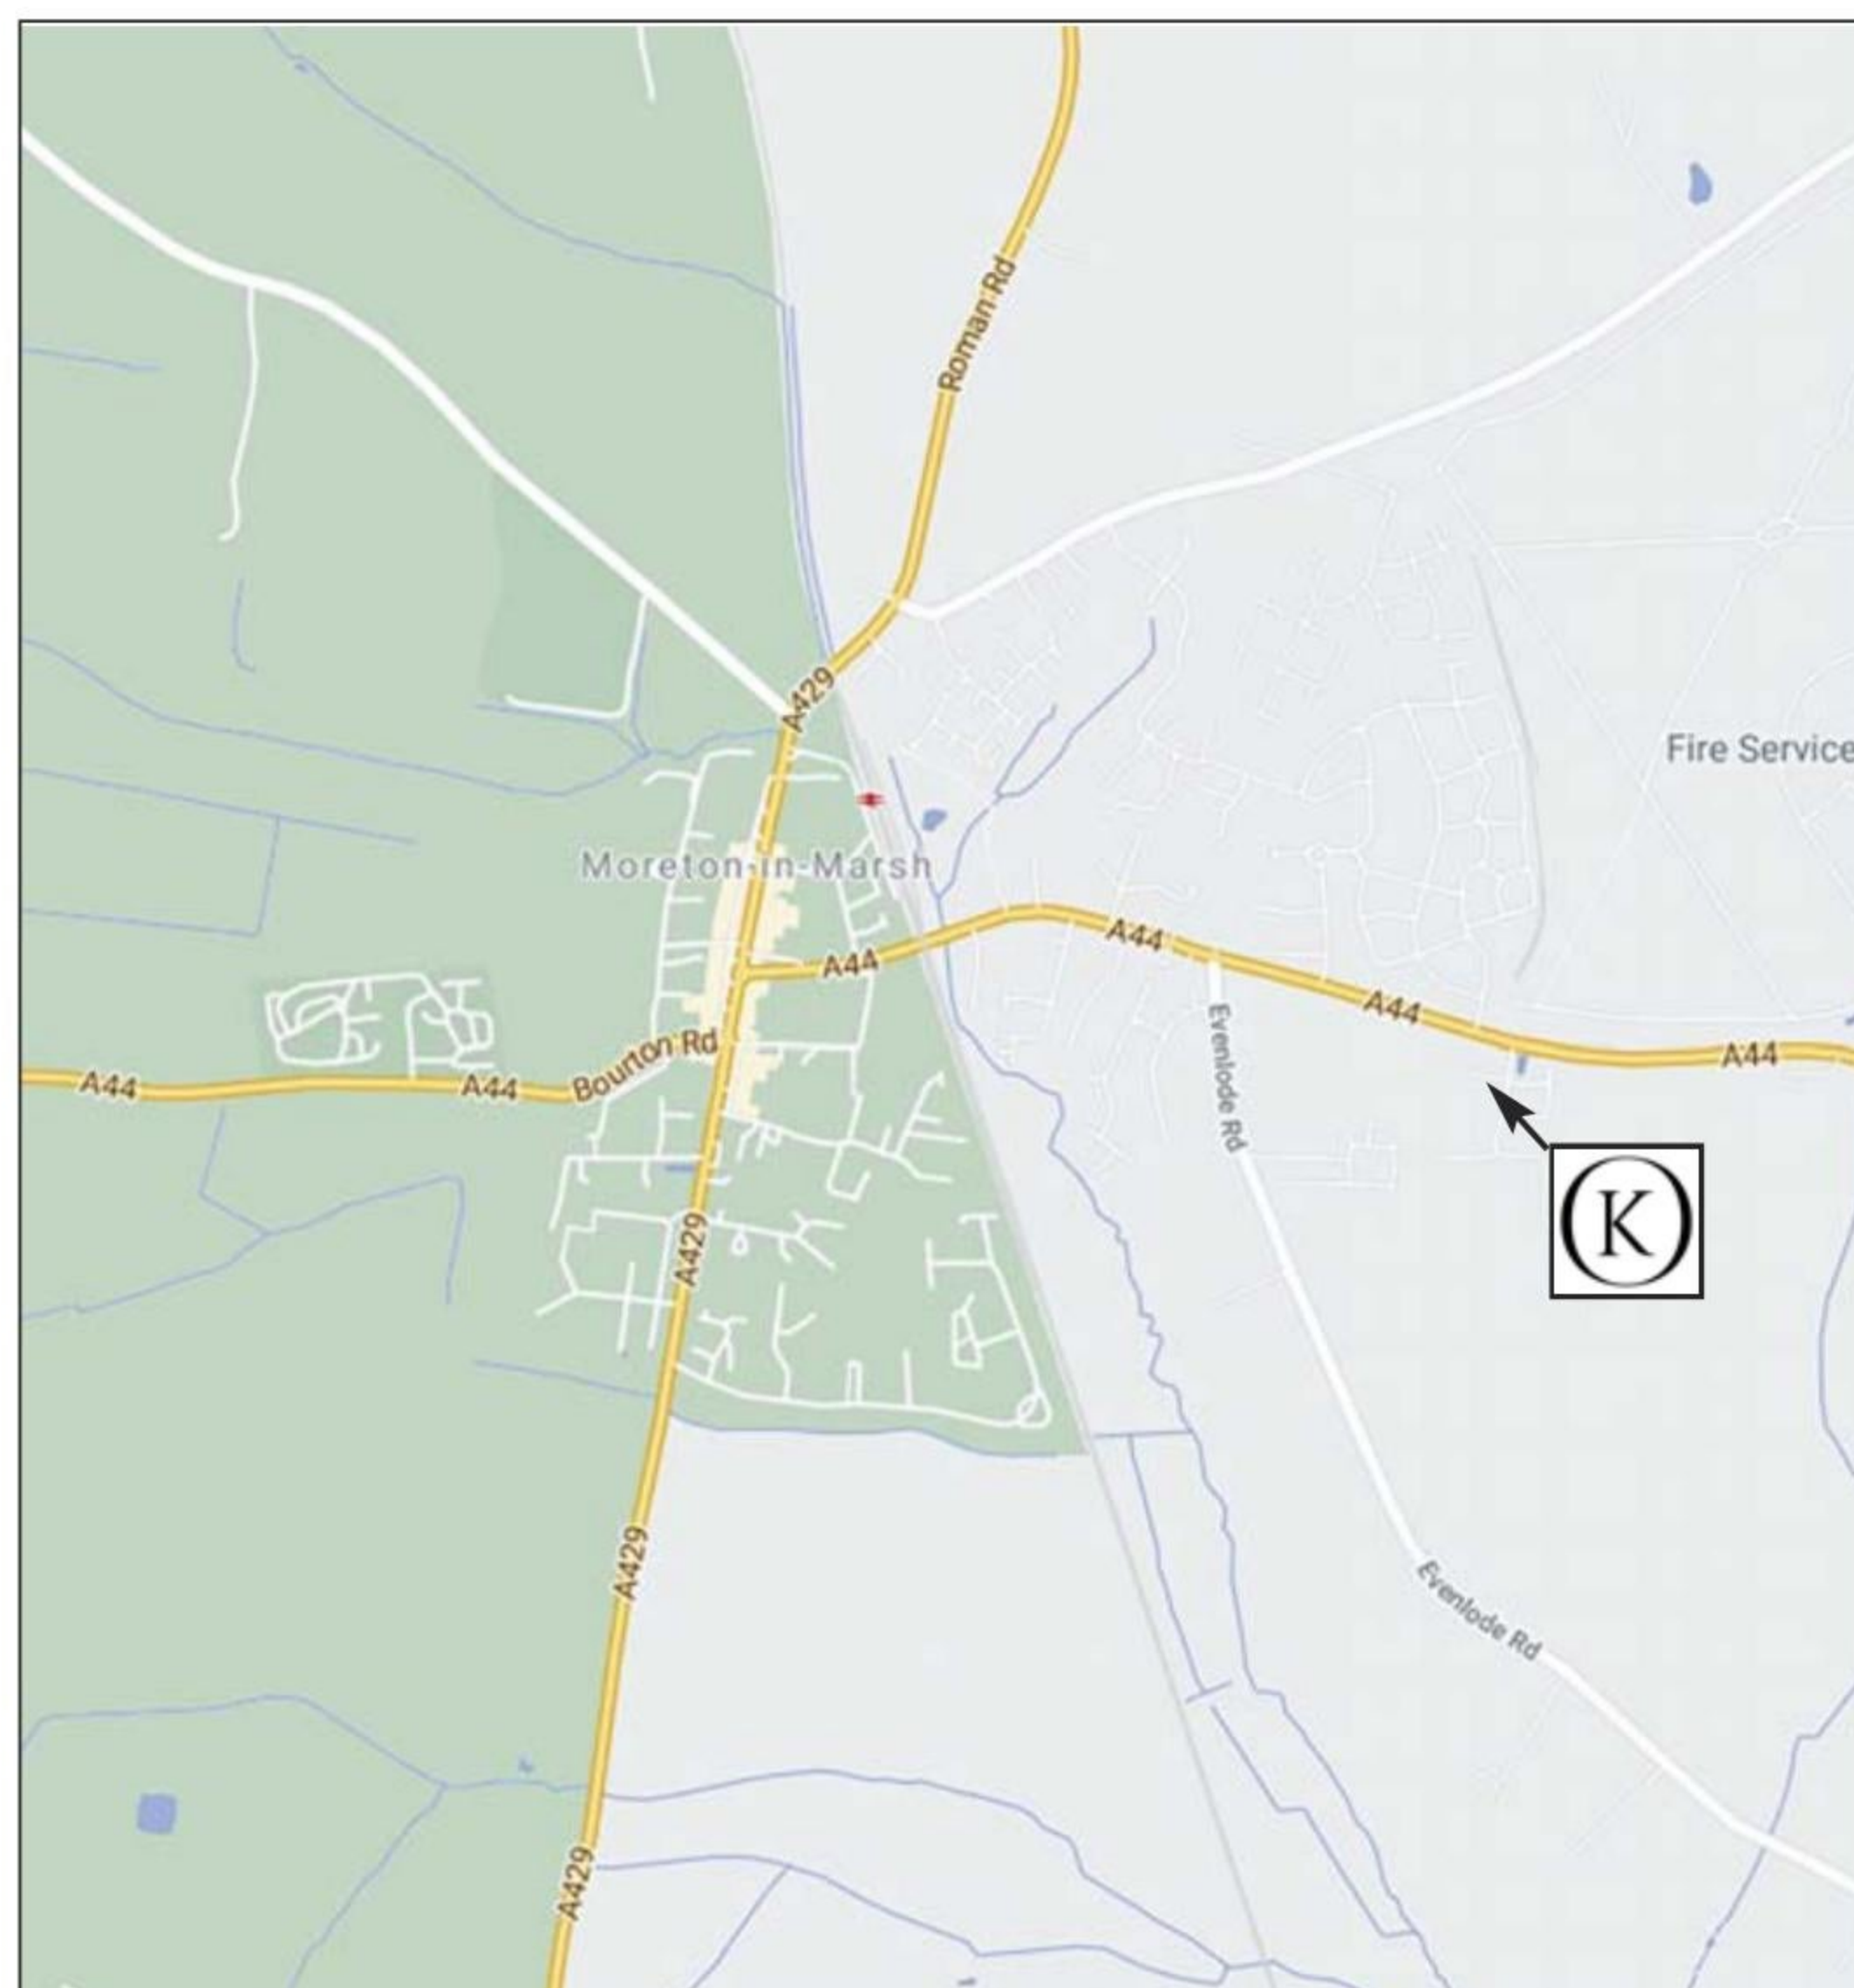 Roman Rd
A429
Fire Service
Moreton-in-Marsh
A44
A44
A44
A44
Evenlode Rd
Bourton Rd
A44
A44
K
A429
A429
Evenlode Rd
A429